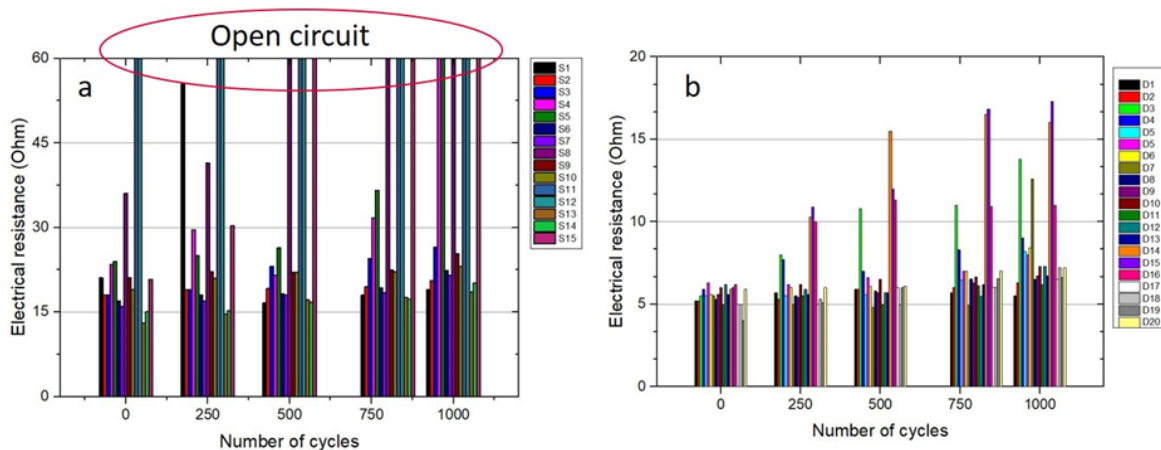 Open circuit
a
60
45
30
15
0
Electrical resistance (Ohm)
0 250 500 750 1000
Number of cycles
S1
S2
S3
S4
S5
S6
S7
S8
S9
S10
S11
S12
S13
S14
S15
b
20
15
10
5
0
Electrical resistance (Ohm)
0 250 500 750 1000
Number of cycles
D1
D2
D3
D4
D5
D5
D6
D7
D8
D9
D10
D11
D12
D13
D14
D15
D16
D17
D18
D19
D20